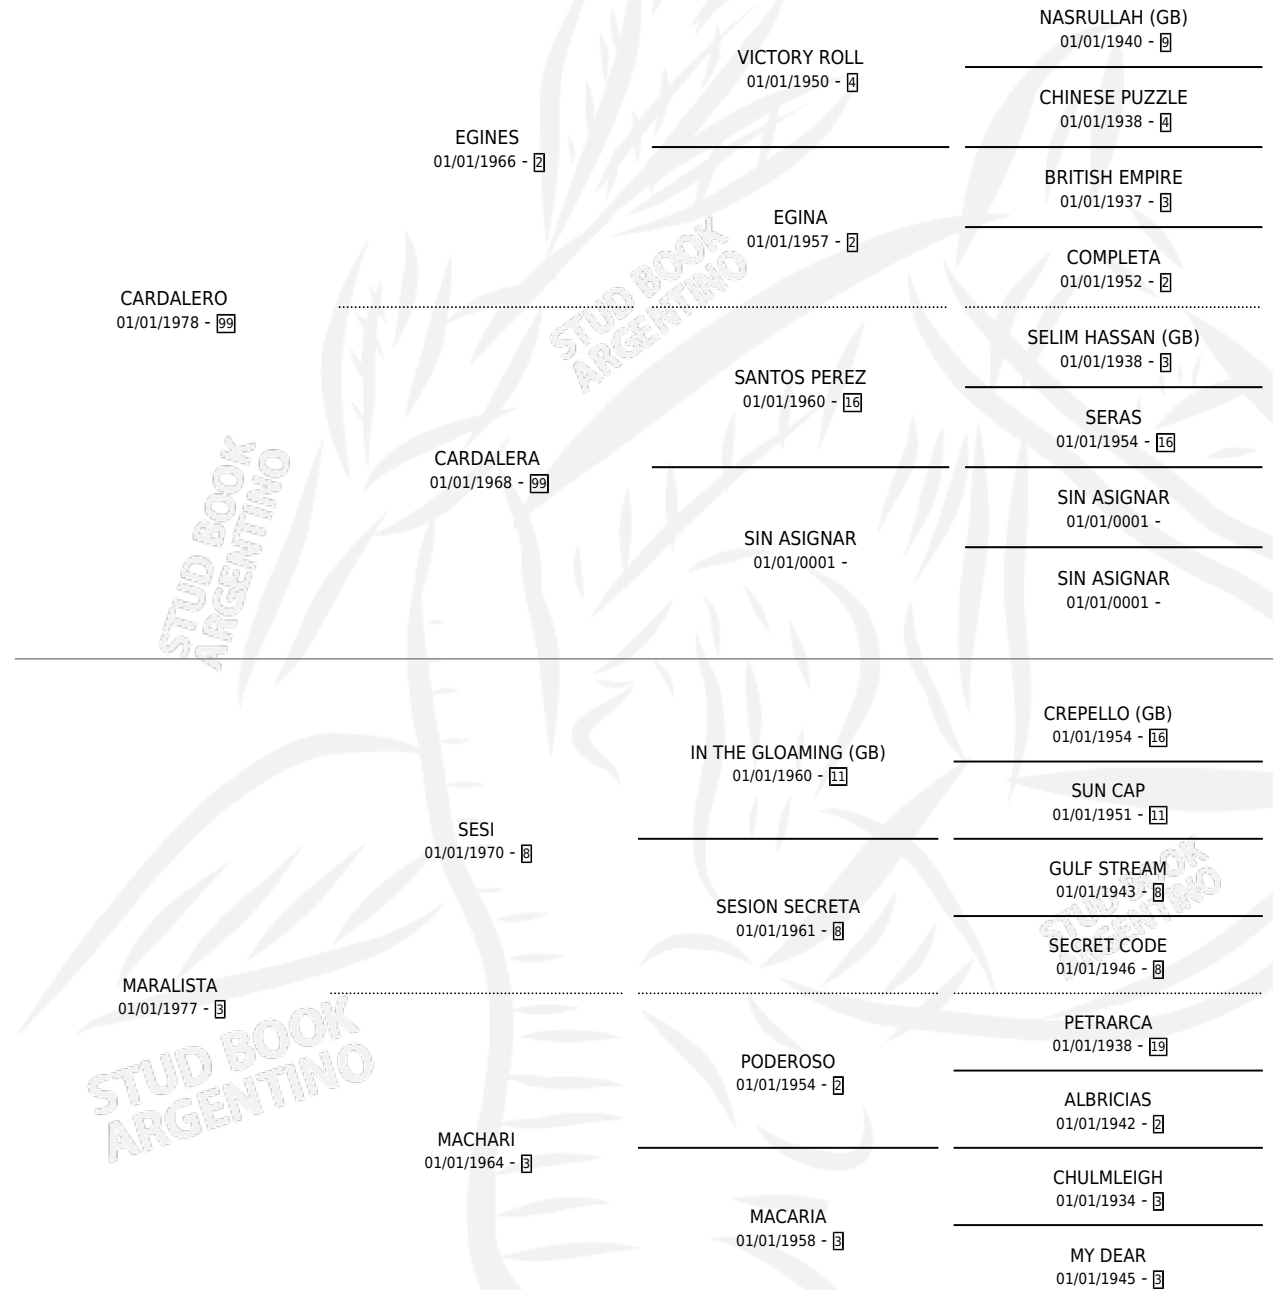 NASRULLAH (GB)
01/01/1940 - 9
VICTORY ROLL
01/01/1950 - 4
CHINESE PUZZLE
01/01/1938 - 4
EGINES
01/01/1966 - 2
BRITISH EMPIRE
01/01/1937 - 3
EGINA
01/01/1957 - 2
COMPLETA
01/01/1952 - 2
CARDALERO
01/01/1978 - 99
SELIM HASSAN (GB)
01/01/1938 - 3
SANTOS PEREZ
01/01/1960 - 16
SERAS
01/01/1954 - 16
CARDALERA
01/01/1968 - 99
SIN ASIGNAR
01/01/0001 -
SIN ASIGNAR
01/01/0001 -
SIN ASIGNAR
01/01/0001 -
CREPELLO (GB)
01/01/1954 - 16
IN THE GLOAMING (GB)
01/01/1960 - 11
SUN CAP
01/01/1951 - 11
SESI
01/01/1970 - 8
GULF STREAM
01/01/1943 - 8
SESION SECRETA
01/01/1961 - 8
SECRET CODE
01/01/1946 - 8
MARALISTA
01/01/1977 - 3
PETRARCA
01/01/1938 - 19
PODEROSO
01/01/1954 - 2
ALBRICIAS
01/01/1942 - 2
MACHARI
01/01/1964 - 3
CHULMLEIGH
01/01/1934 - 3
MACARIA
01/01/1958 - 3
MY DEAR
01/01/1945 - 3
STUD BOOK
ARGENTINO
STUD BOOK
ARGENTINO
STUD BOOK
ARGENTINO
STUD BOOK
ARGENTINO